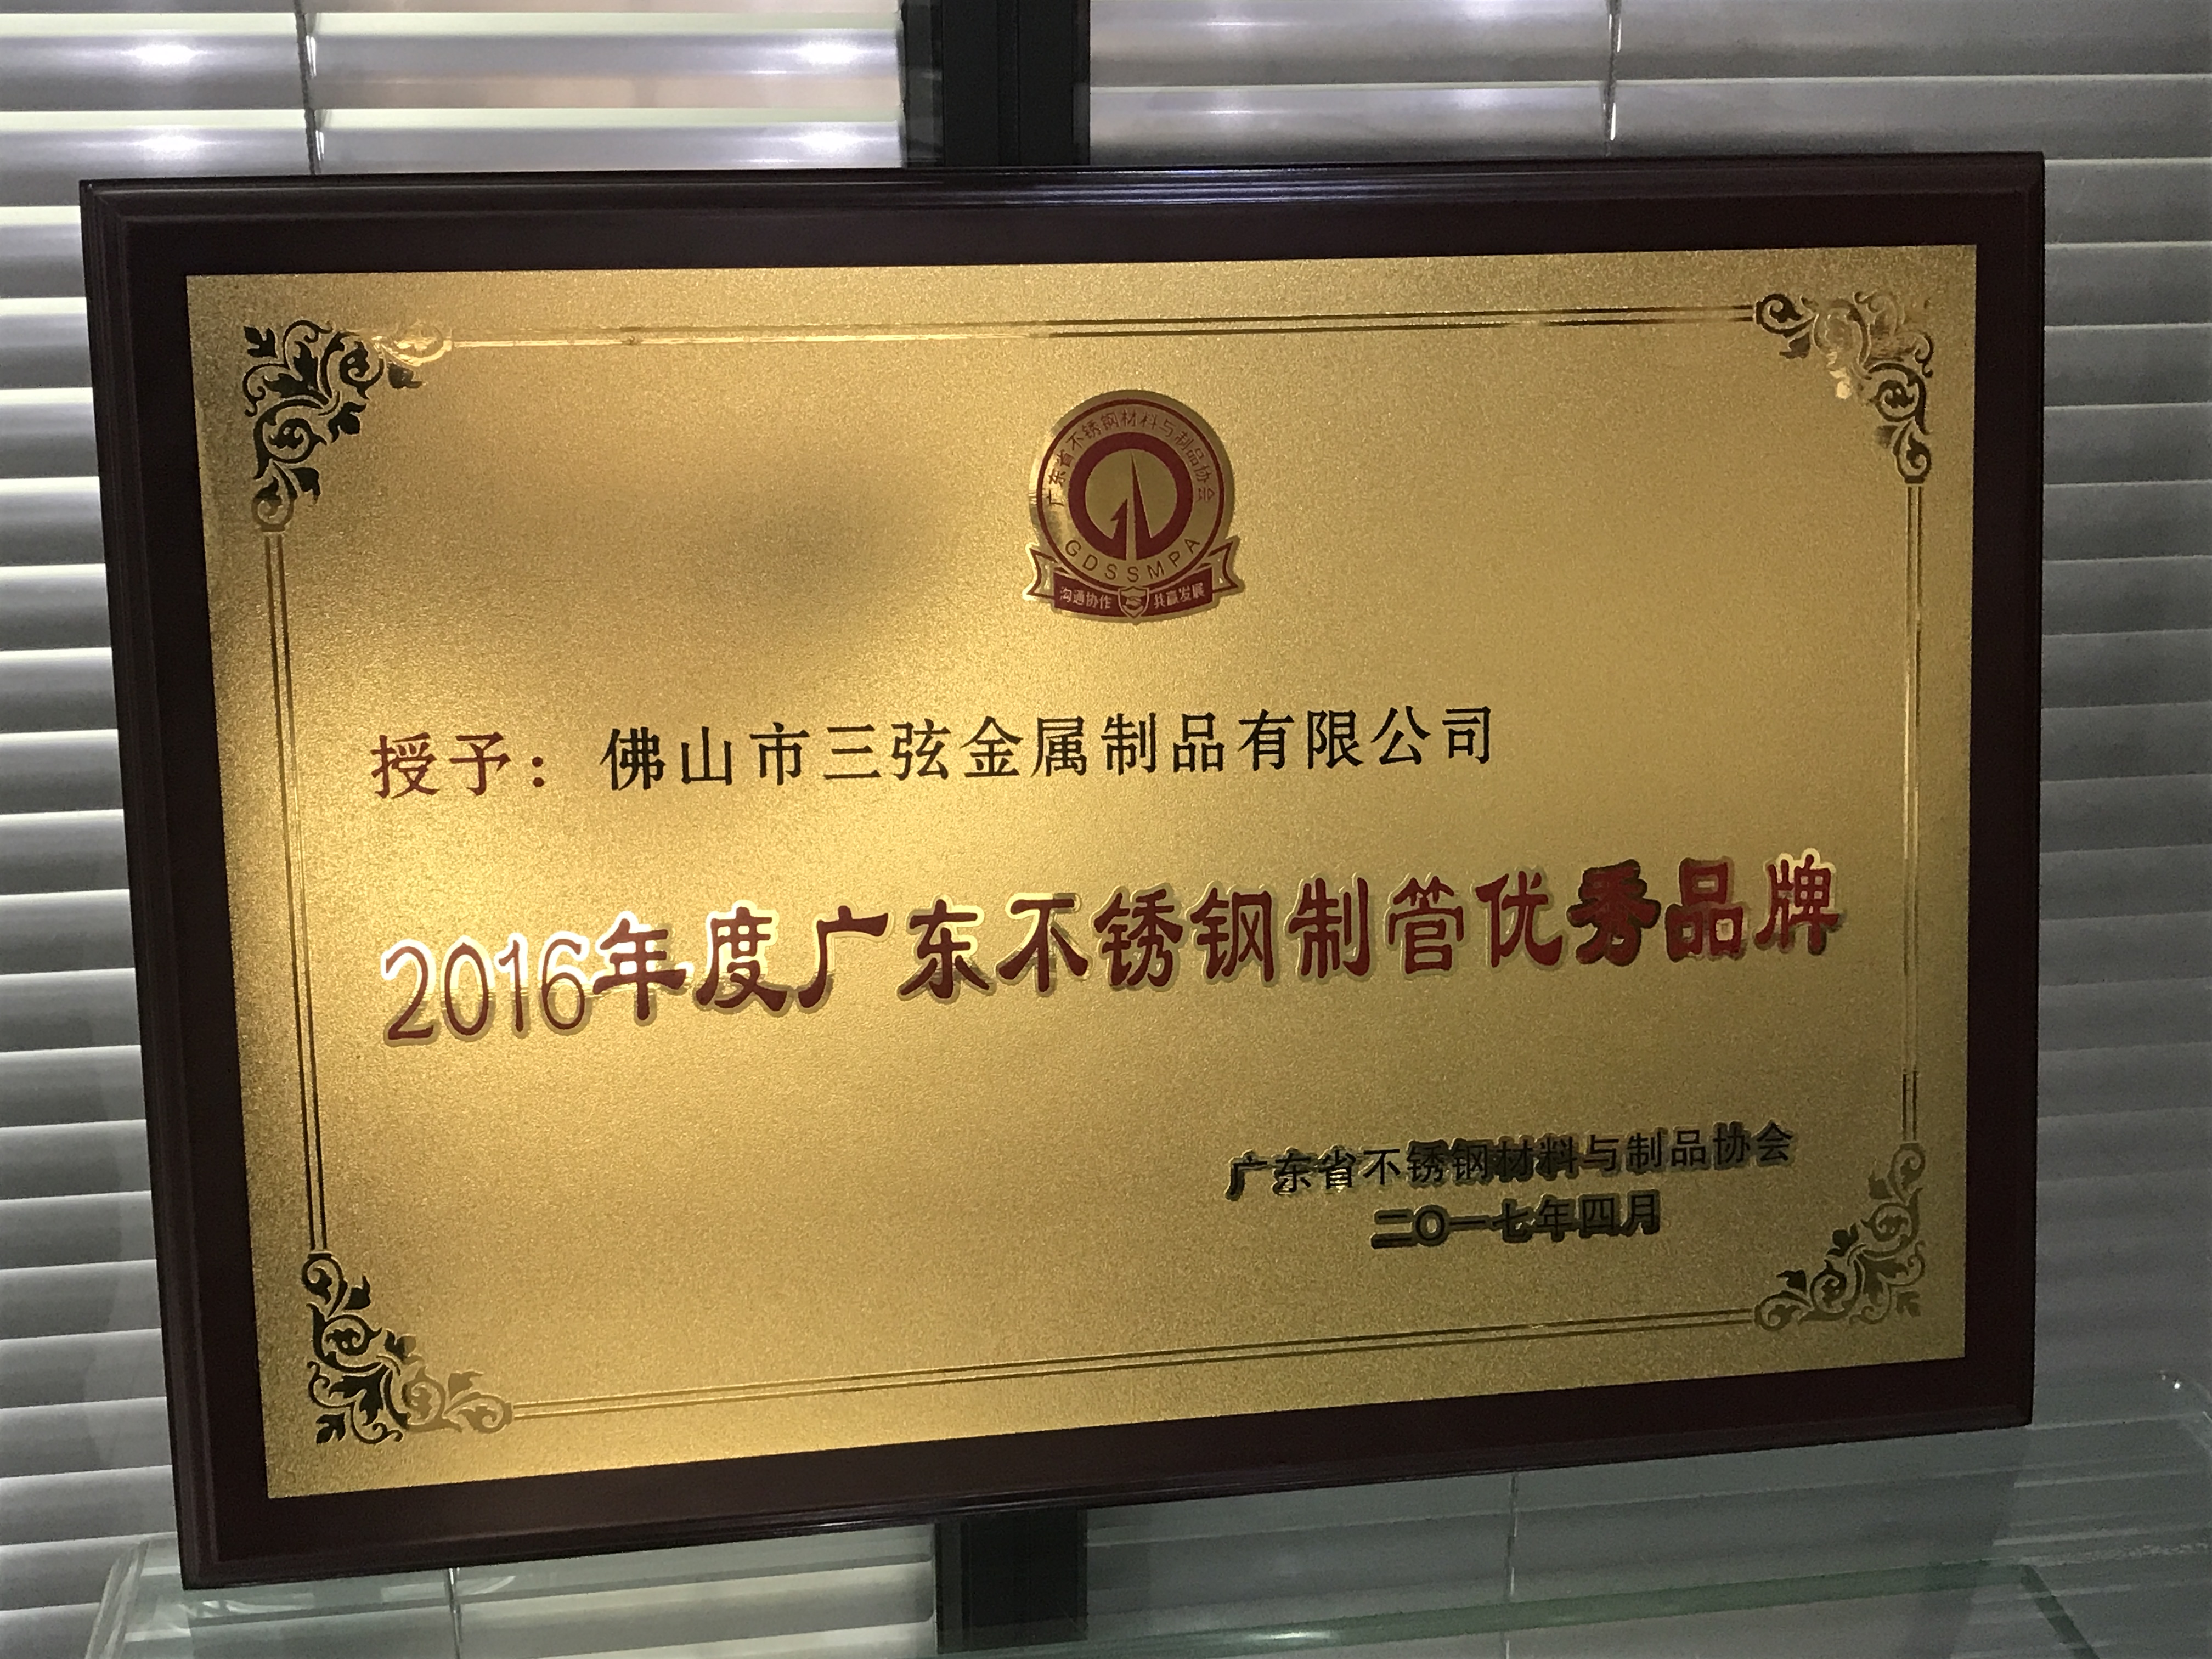 广东省不锈钢材料与制品协会
GDSSMPA
沟通协作 共赢发展
授予：佛山市三弦金属制品有限公司
2016年度广东不锈钢制管优秀品牌
广东省不锈钢材料与制品协会
二〇一七年四月